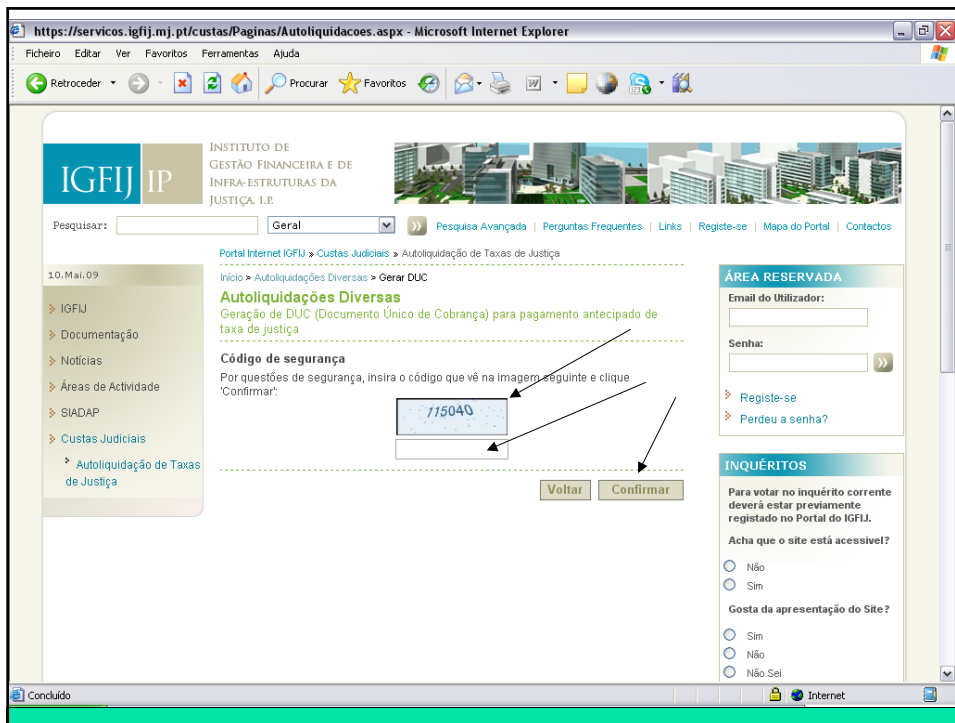 https://servicos.igfij.mj.pt/custas/Paginas/Autoliquidacoes.aspx - Microsoft Internet Explorer
Ficheiro Editar Ver Favoritos Ferramentas Ajuda
Retroceder Procurar Favoritos
IGFIJ IP
INSTITUTO DE
GESTÃO FINANCEIRA E DE
INFRA-ESTRUTURAS DA
JUSTIÇA, I.P.
Pesquisar: Geral Pesquisa Avançada | Perguntas Frequentes | Links | Registe-se | Mapa do Portal | Contactos
Portal Internet IGFIJ » Custas Judiciais » Autoliquidação de Taxas de Justiça
10.Mai.09
IGFIJ
Documentação
Notícias
Áreas de Actividade
SIADAP
Custas Judiciais
Autoliquidação de Taxas
de Justiça
Início » Autoliquidações Diversas » Gerar DUC
Autoliquidações Diversas
Geração de DUC (Documento Único de Cobrança) para pagamento antecipado de
taxa de justiça
Código de segurança
Por questões de segurança, insira o código que vê na imagem seguinte e clique
'Confirmar':
115040
Voltar Confirmar
ÁREA RESERVADA
Email do Utilizador:
Senha:
Registe-se
Perdeu a senha?
INQUÉRITOS
Para votar no inquérito corrente
deverá estar previamente
registado no Portal do IGFIJ.
Acha que o site está acessivel?
Não
Sim
Gosta da apresentação do Site?
Sim
Não
Não Sei
Concluído Internet